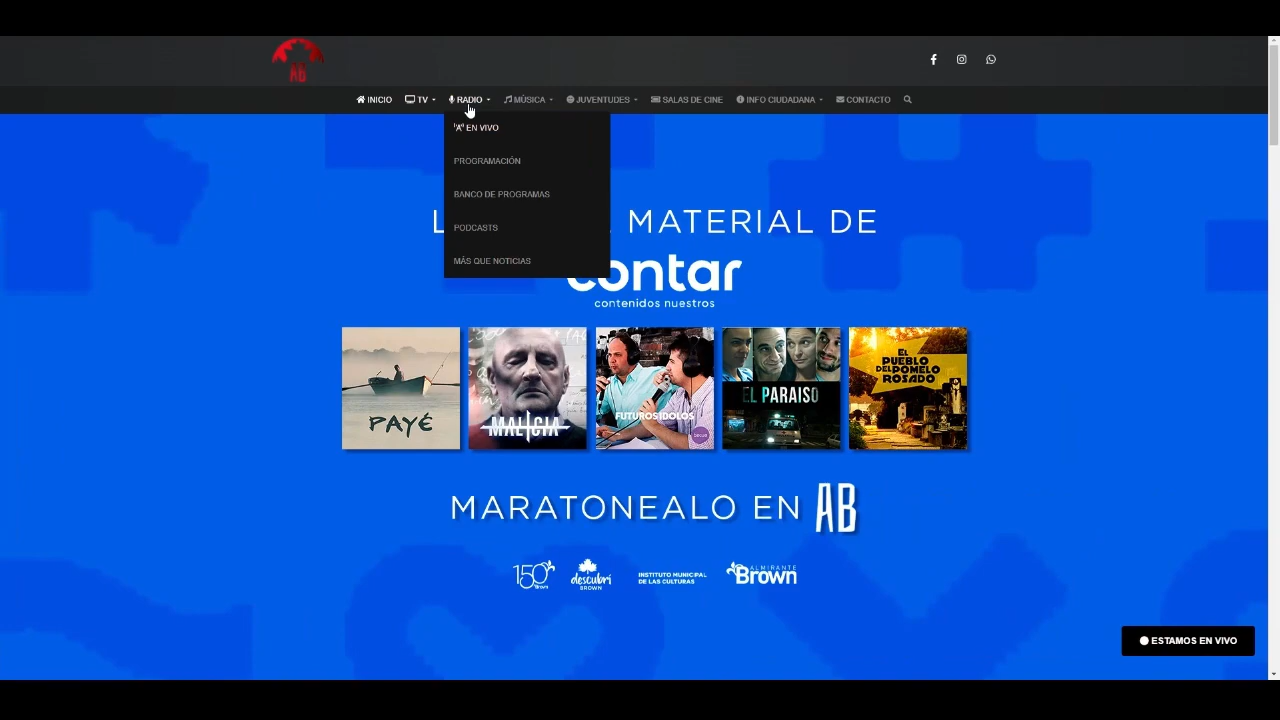 AB
INICIO TV RADIO MÚSICA JUVENTUDES SALAS DE CINE INFO CIUDADANA CONTACTO
"A" EN VIVO
PROGRAMACIÓN
BANCO DE PROGRAMAS
PODCASTS
MÁS QUE NOTICIAS
MATERIAL DE
contar
contenidos nuestros
PAYÉ
MALICIA
FUTUROS ÍDOLOS
EL PARAISO
EL PUEBLO DEL POMELO ROSADO
MARATONEALO EN AB
150° Brown
descubrí BROWN
INSTITUTO MUNICIPAL
DE LAS CULTURAS
ALMIRANTE
Brown
ESTAMOS EN VIVO